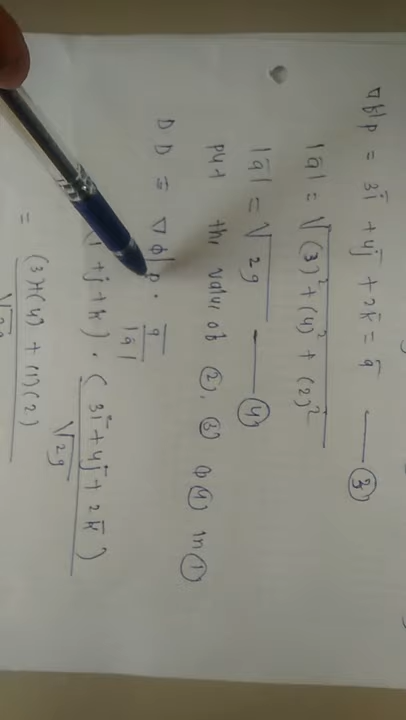 ∇ϕ|p = 3i̅ + 4j̅ + 2k̅ = a̅ — ③
|a̅| = √(3)² + (4)² + (2)²
|a̅| = √29 — ④
put the value of ②, ③ & ④ in ①
D D = ∇ϕ|p · a̅/|a̅|
(i + j + k) · (3i̅ + 4j̅ + 2k̅)/√29
= (3)+(4) + (1)(2)/√29